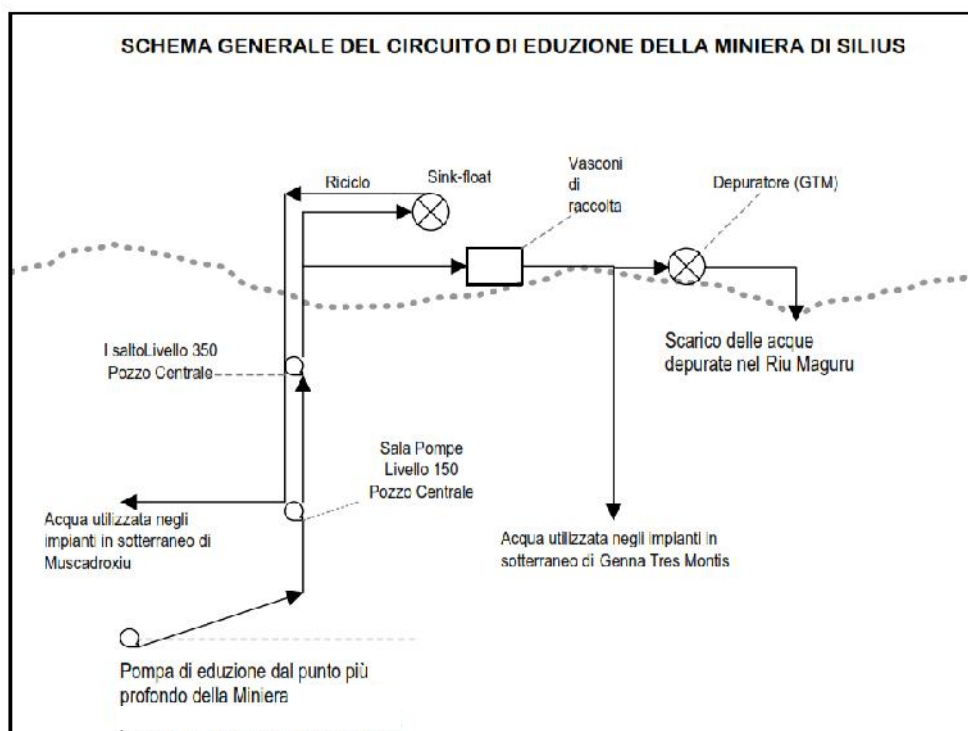 SCHEMA GENERALE DEL CIRCUITO DI EDUZIONE DELLA MINIERA DI SILIUS
Riciclo
Sink-float
Vasconi
di
raccolta
Depuratore (GTM)
I saltoLivello 350
Pozzo Centrale
Scarico delle acque
depurate nel Riu Maguru
Sala Pompe
Livello 150
Pozzo Centrale
Acqua utilizzata negli
impianti in sotterraneo di
Muscadroxiu
Acqua utilizzata negli impianti in
sotterraneo di Genna Tres Montis
Pompa di eduzione dal punto più
profondo della Miniera